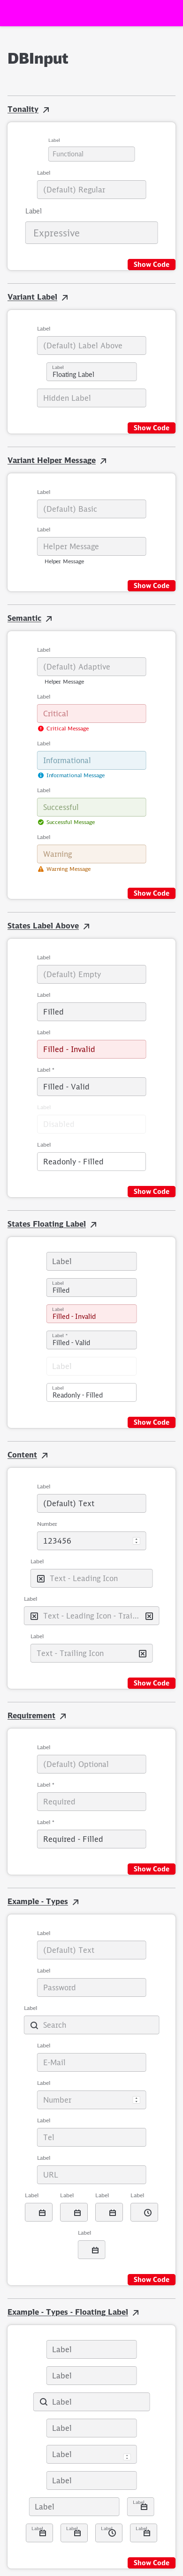 DBInput
Tonality
Label
Functional
Label
(Default) Regular
Label
Expressive
Show Code
Variant Label
Label
(Default) Label Above
Label
Floating Label
Hidden Label
Show Code
Variant Helper Message
Label
(Default) Basic
Label
Helper Message
Helper Message
Show Code
Semantic
Label
(Default) Adaptive
Helper Message
Label
Critical
Critical Message
Label
Informational
Informational Message
Label
Successful
Successful Message
Label
Warning
Warning Message
Show Code
States Label Above
Label
(Default) Empty
Label
Filled
Label
Filled - Invalid
Label *
Filled - Valid
Label
Disabled
Label
Readonly - Filled
Show Code
States Floating Label
Label
Label
Filled
Label
Filled - Invalid
Label *
Filled - Valid
Label
Label
Readonly - Filled
Show Code
Content
Label
(Default) Text
Number
123456
Label
Text - Leading Icon
Label
Text - Leading Icon - Trai...
Label
Text - Trailing Icon
Show Code
Requirement
Label
(Default) Optional
Label *
Required
Label *
Required - Filled
Show Code
Example - Types
Label
(Default) Text
Label
Password
Label
Search
Label
E-Mail
Label
Number
Label
Tel
Label
URL
Label Label Label Label
Label
Show Code
Example - Types - Floating Label
Label
Label
Label
Label
Label
Label
Label Label
Label Label Label Label
Show Code